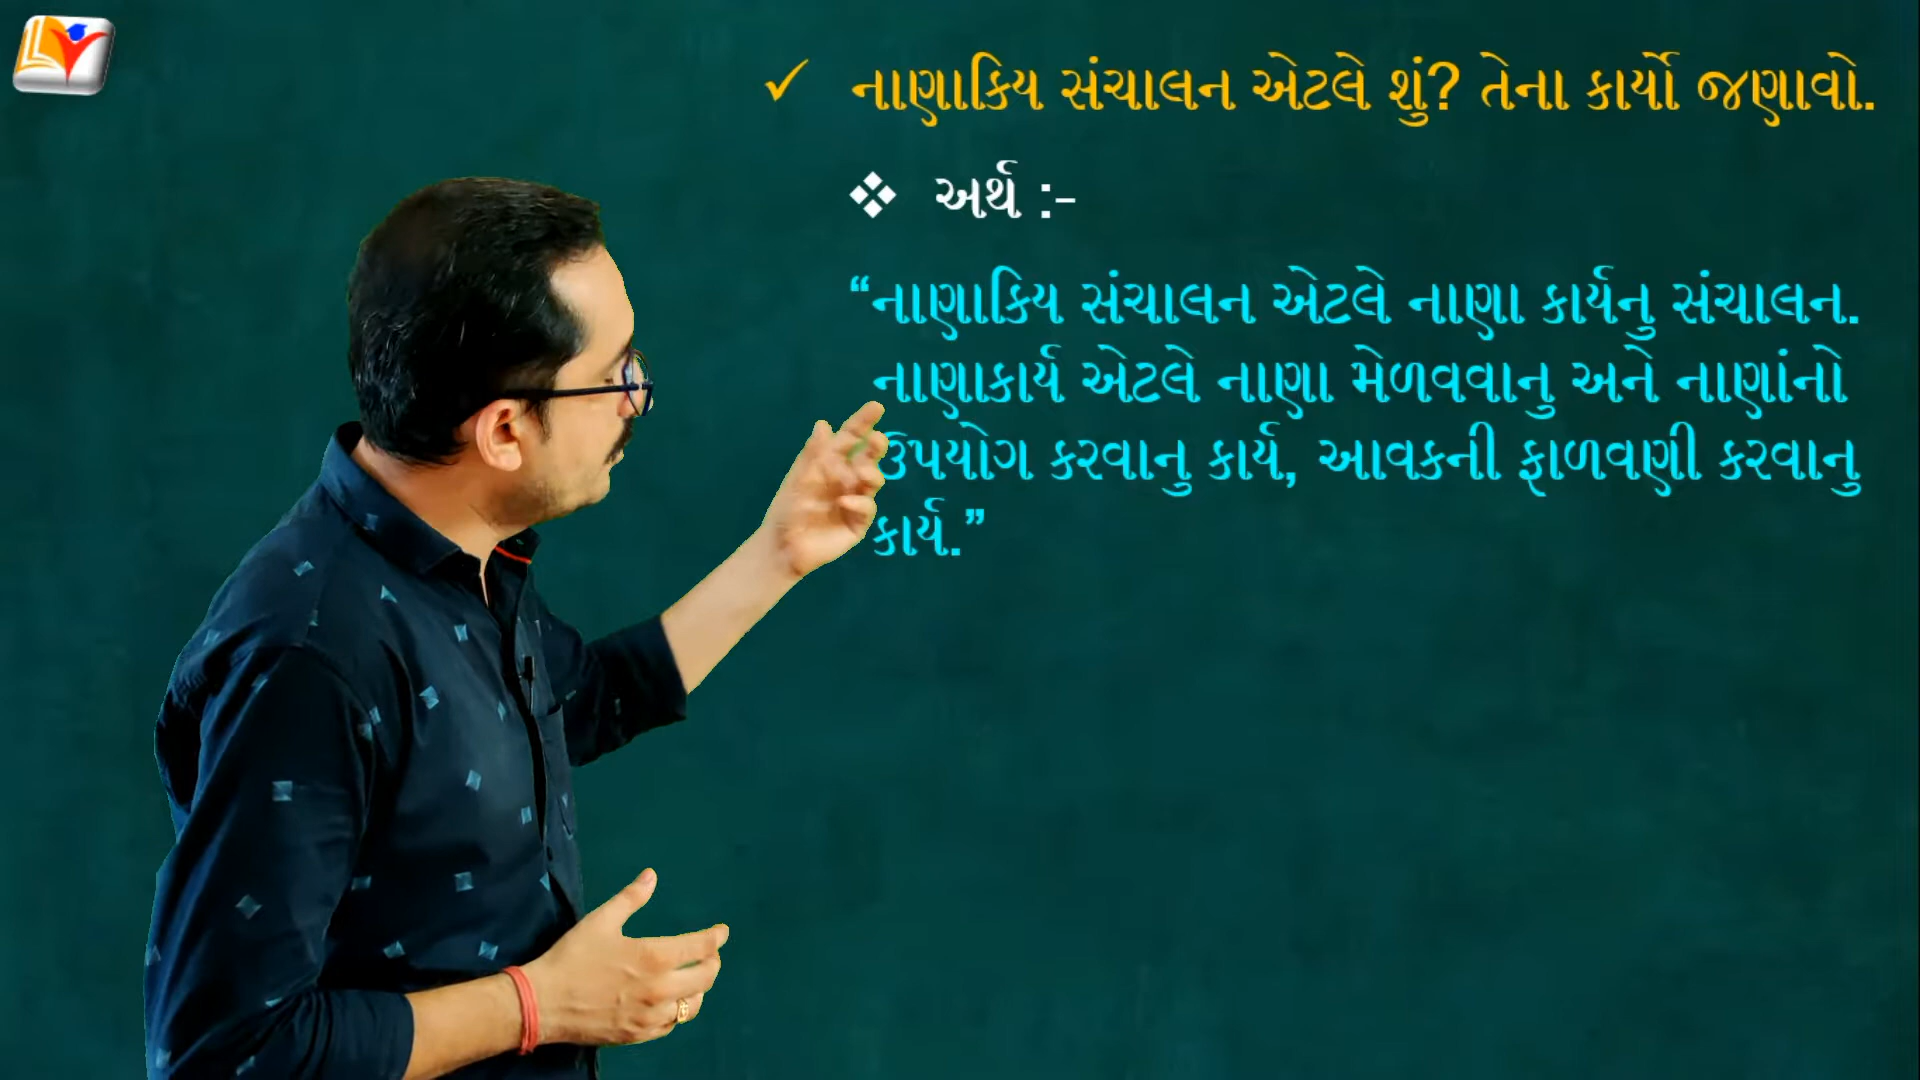 નાણાકિય સંચાલન એટલે શું? તેના કાર્યો જણાવો.
અર્થ :-
“નાણાકિય સંચાલન એટલે નાણા કાર્યનુ સંચાલન.
નાણાકાર્ય એટલે નાણા મેળવવાનુ અને નાણાંનો
ઉપયોગ કરવાનુ કાર્ય, આવકની ફાળવણી કરવાનુ
કાર્ય.”